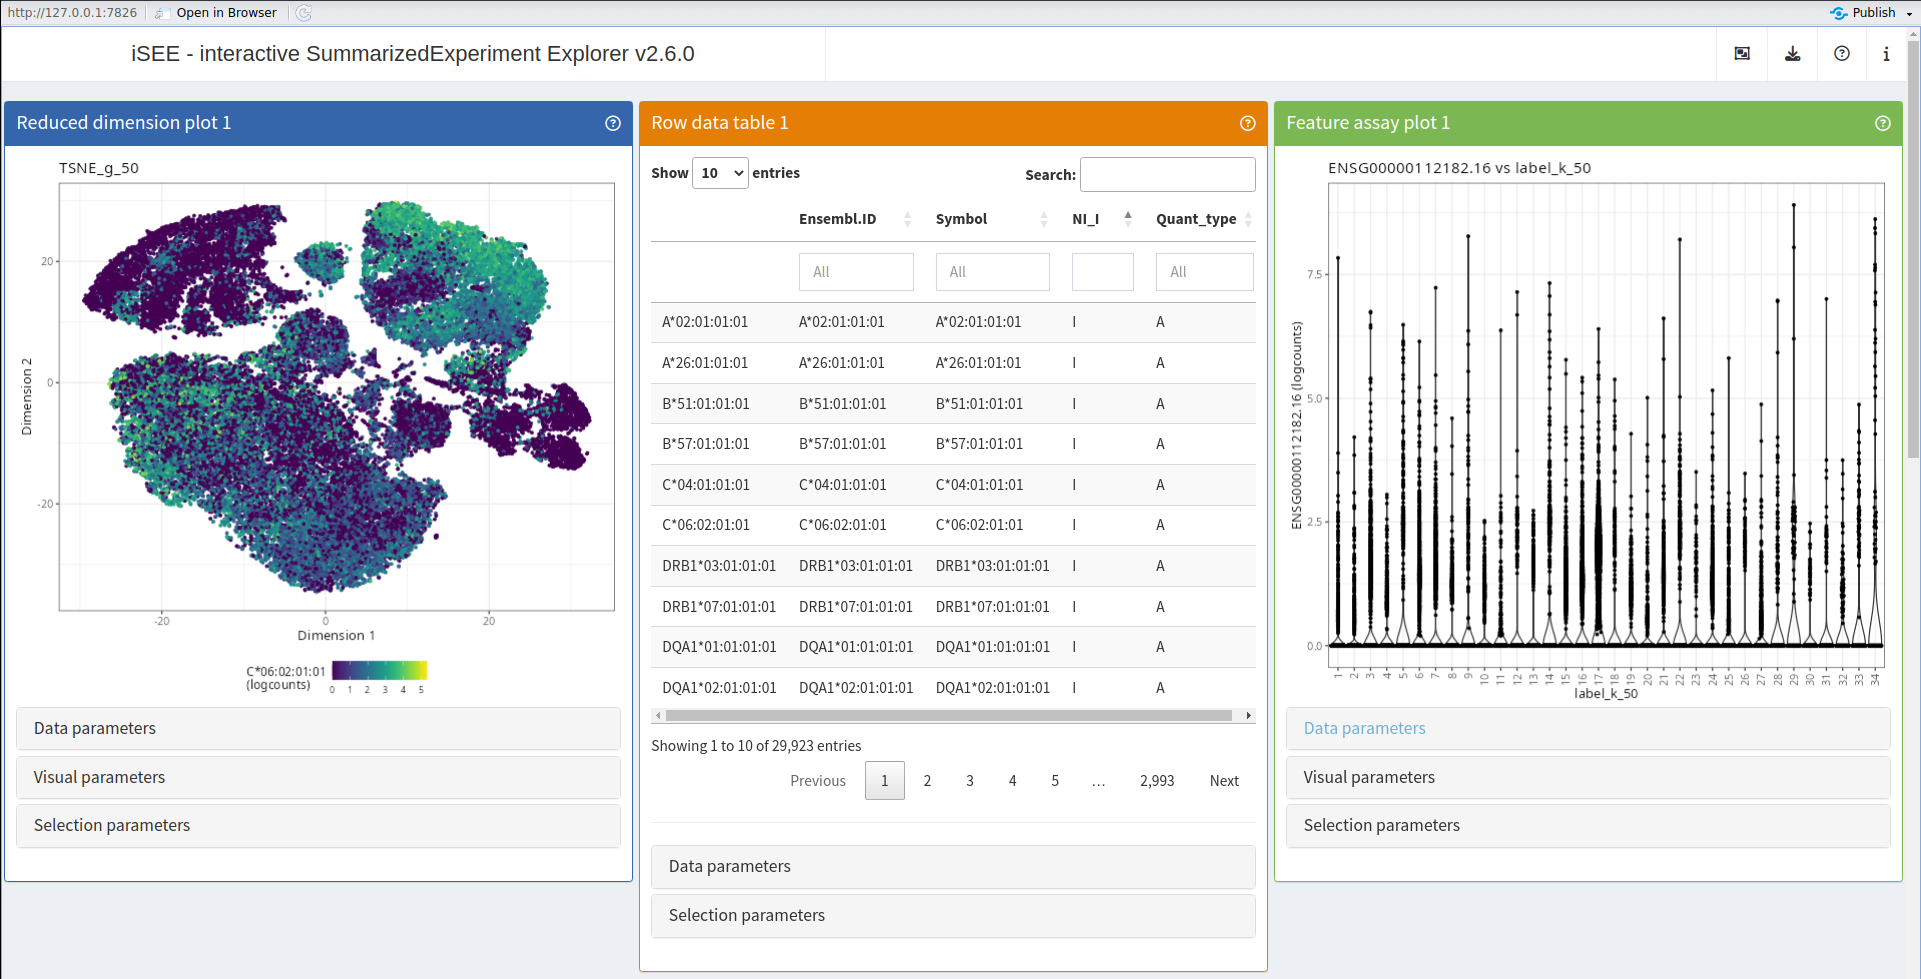 http://127.0.0.1:7826 Open in Browser Publish
iSEE - interactive SummarizedExperiment Explorer v2.6.0
Reduced dimension plot 1
TSNE_g_50
Dimension 2
20
0
-20
-20 0 20
Dimension 1
C*06:02:01:01
(logcounts)
0 1 2 3 4 5
Data parameters
Visual parameters
Selection parameters
Row data table 1
Show 10 entries Search:
Ensembl.ID Symbol NI_I Quant_type
All All All
A*02:01:01:01 A*02:01:01:01 A*02:01:01:01 I A
A*26:01:01:01 A*26:01:01:01 A*26:01:01:01 I A
B*51:01:01:01 B*51:01:01:01 B*51:01:01:01 I A
B*57:01:01:01 B*57:01:01:01 B*57:01:01:01 I A
C*04:01:01:01 C*04:01:01:01 C*04:01:01:01 I A
C*06:02:01:01 C*06:02:01:01 C*06:02:01:01 I A
DRB1*03:01:01:01 DRB1*03:01:01:01 DRB1*03:01:01:01 I A
DRB1*07:01:01:01 DRB1*07:01:01:01 DRB1*07:01:01:01 I A
DQA1*01:01:01:01 DQA1*01:01:01:01 DQA1*01:01:01:01 I A
DQA1*02:01:01:01 DQA1*02:01:01:01 DQA1*02:01:01:01 I A
Showing 1 to 10 of 29,923 entries
Previous 1 2 3 4 5 … 2,993 Next
Data parameters
Selection parameters
Feature assay plot 1
ENSG00000112182.16 vs label_k_50
ENSG00000112182.16 (logcounts)
7.5
5.0
2.5
0.0
1 2 3 4 5 6 7 8 9 10 11 12 13 14 15 16 17 18 19 20 21 22 23 24 25 26 27 28 29 30 31 32 33 34
label_k_50
Data parameters
Visual parameters
Selection parameters